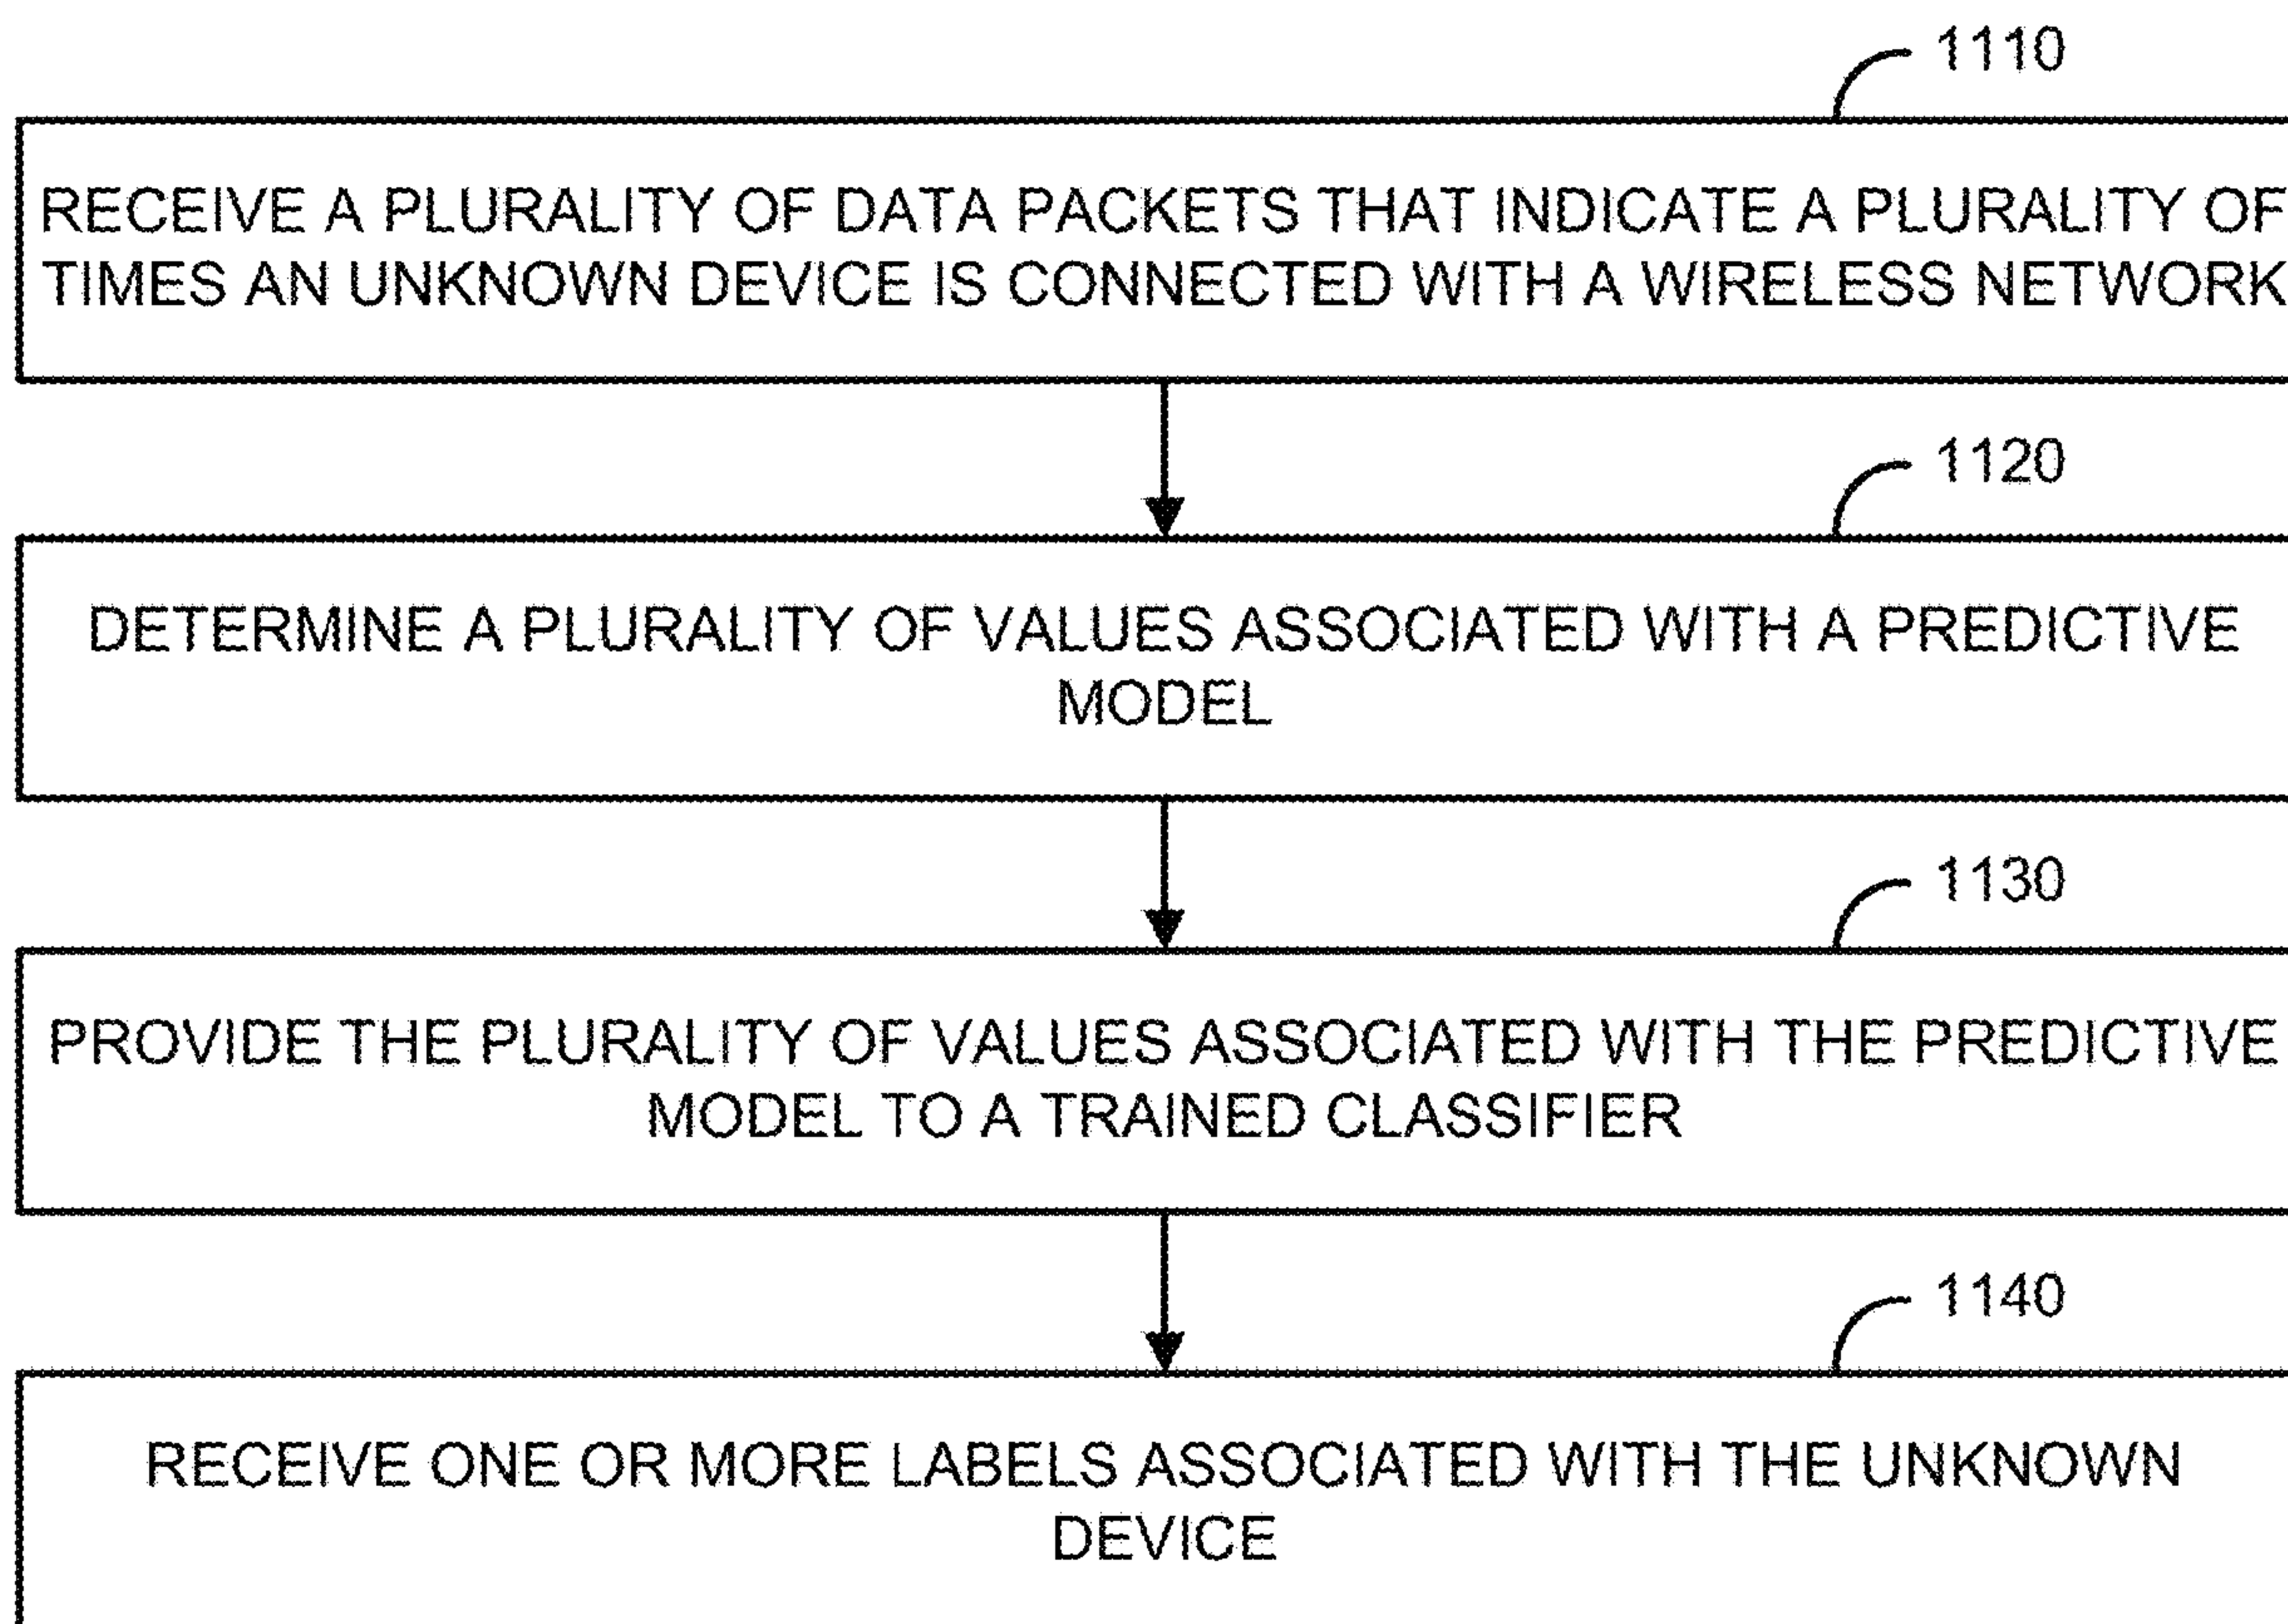 1110
RECEIVE A PLURALITY OF DATA PACKETS THAT INDICATE A PLURALITY OF
TIMES AN UNKNOWN DEVICE IS CONNECTED WITH A WIRELESS NETWORK
1120
DETERMINE A PLURALITY OF VALUES ASSOCIATED WITH A PREDICTIVE
MODEL
1130
PROVIDE THE PLURALITY OF VALUES ASSOCIATED WITH THE PREDICTIVE
MODEL TO A TRAINED CLASSIFIER
1140
RECEIVE ONE OR MORE LABELS ASSOCIATED WITH THE UNKNOWN
DEVICE